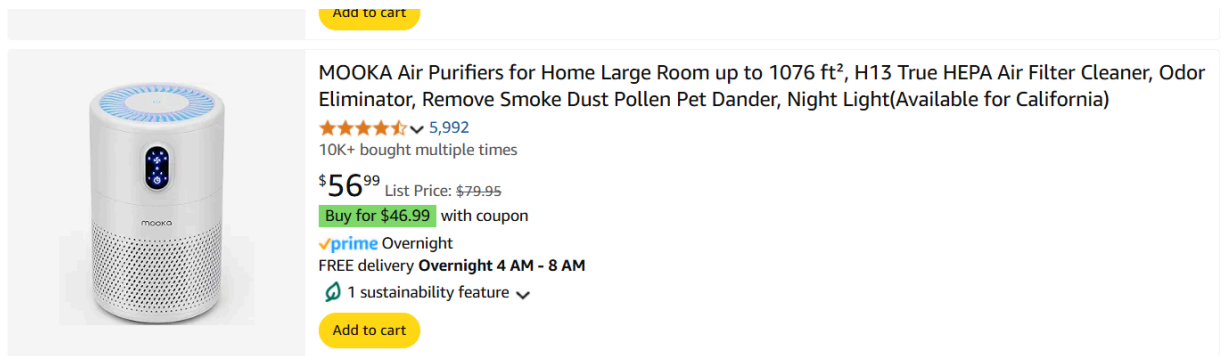 Add to cart
MOOKA Air Purifiers for Home Large Room up to 1076 ft², H13 True HEPA Air Filter Cleaner, Odor
Eliminator, Remove Smoke Dust Pollen Pet Dander, Night Light(Available for California)
5,992
10K+ bought multiple times
$56⁹⁹ List Price: $79.95
Buy for $46.99 with coupon
prime Overnight
FREE delivery Overnight 4 AM - 8 AM
1 sustainability feature
Add to cart
MOOKA